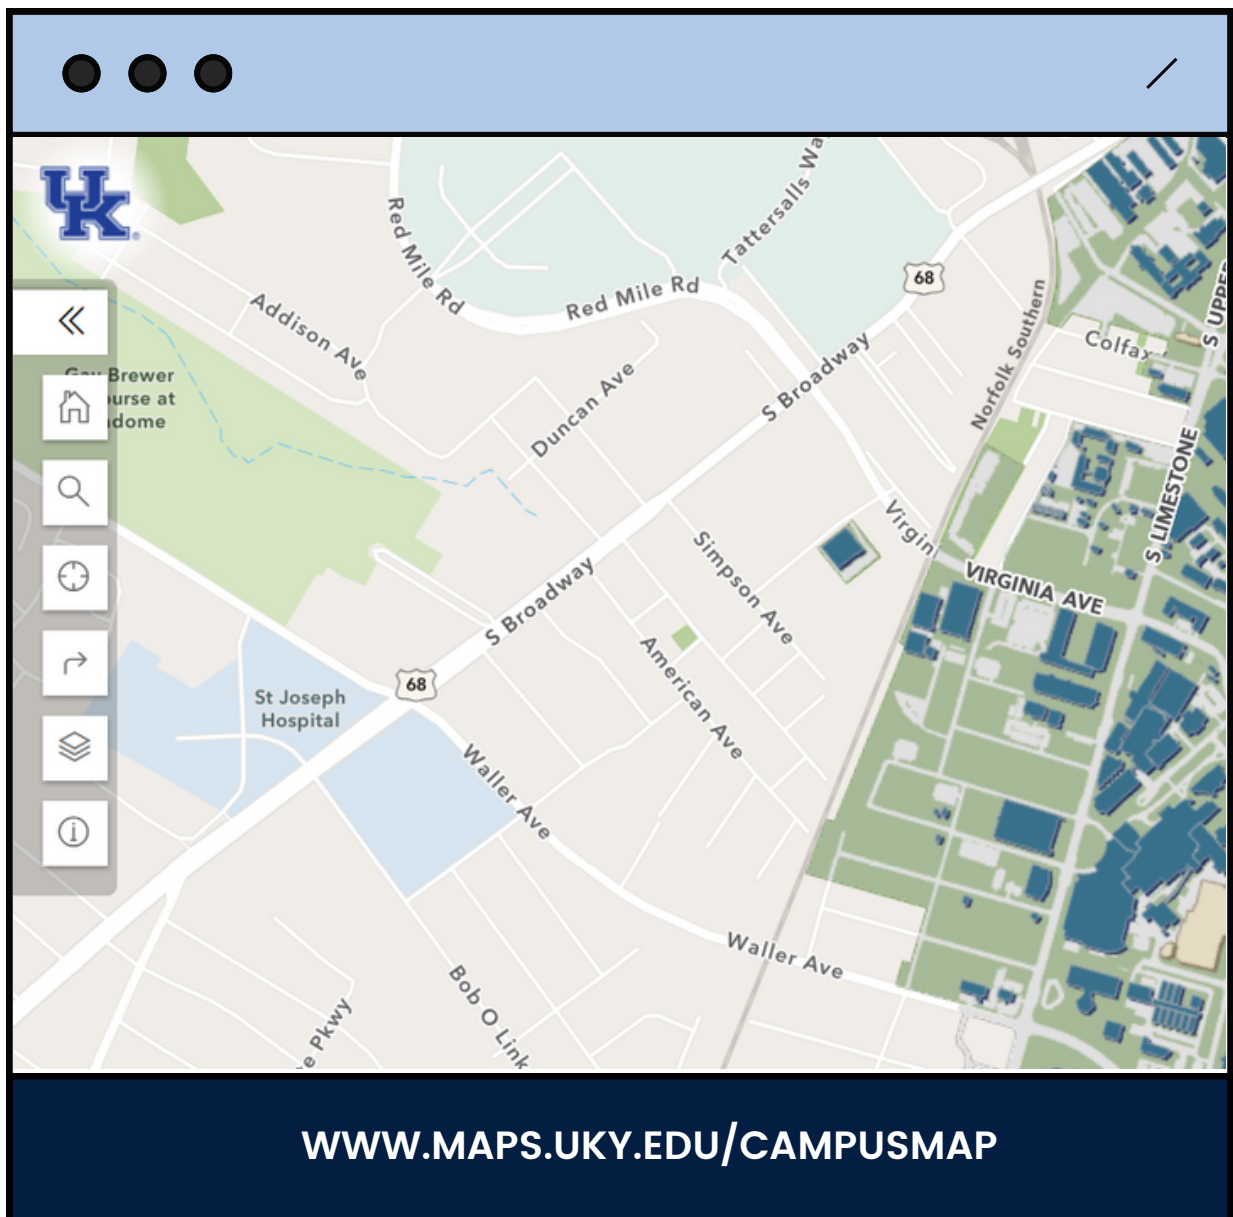 UK
Red Mile Rd
Tattersalls Wa
68
Addison Ave
Red Mile Rd
Norfolk Southern
S UPPER
Colfax
Brewer
urse at
dome
Duncan Ave
S Broadway
S LIMESTONE
Virgin
Simpson Ave
VIRGINIA AVE
S Broadway
American Ave
68
St Joseph
Hospital
Waller Ave
Waller Ave
Bob O Link
e Pkwy
WWW.MAPS.UKY.EDU/CAMPUSMAP